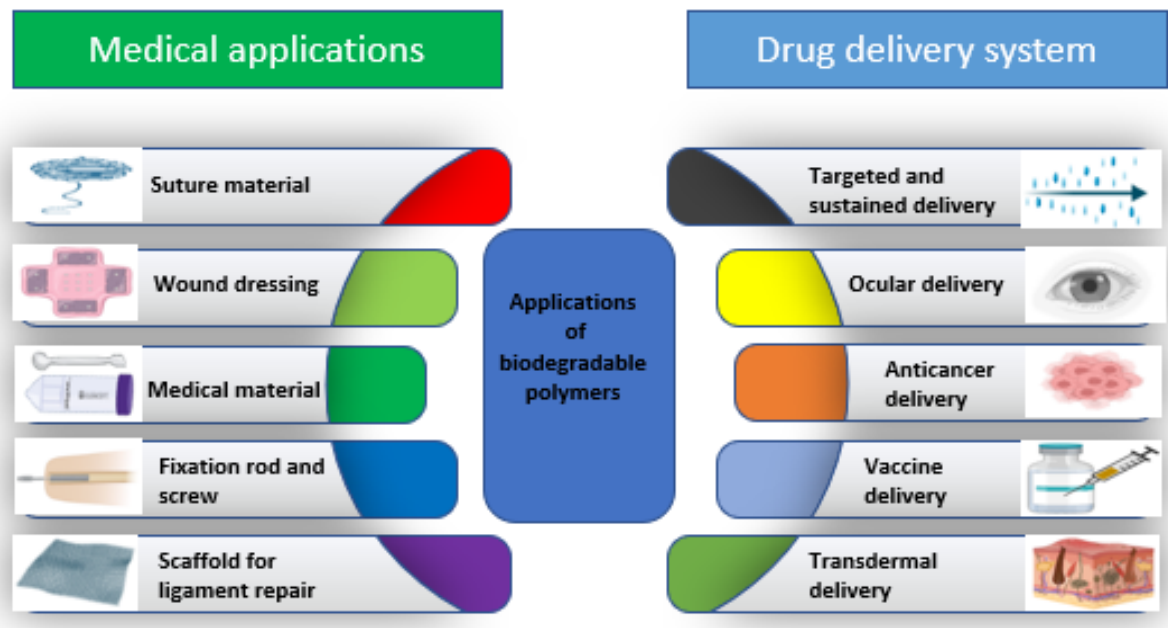 Medical applications
Drug delivery system
Suture material
Wound dressing
Medical material
Fixation rod and
screw
Scaffold for
ligament repair
Applications
of
biodegradable
polymers
Targeted and
sustained delivery
Ocular delivery
Anticancer
delivery
Vaccine
delivery
Transdermal
delivery